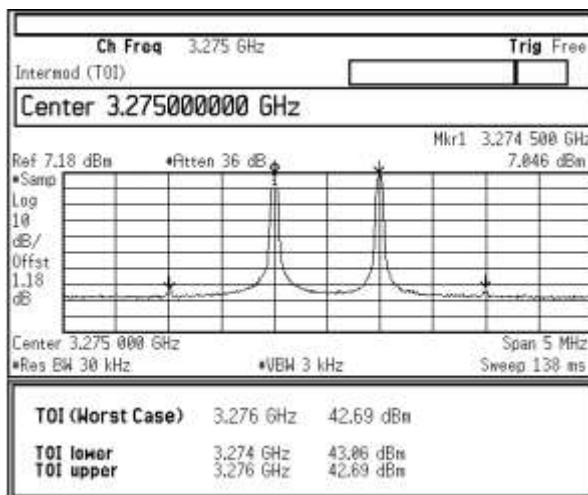 Ch Freq 3.275 GHz Trig Free
Intermod (TOI)
Center 3.275000000 GHz
Mkr1 3.274 500 GHz
Ref 7.18 dBm *Atten 36 dB 7.046 dBm
*Samp
Log
10
dB/
Offst
1.18
dB
Center 3.275 000 GHz Span 5 MHz
*Res BW 30 kHz *VBW 3 kHz Sweep 138 ms
TOI (Worst Case) 3.276 GHz 42.69 dBm
TOI lower 3.274 GHz 43.06 dBm
TOI upper 3.276 GHz 42.69 dBm